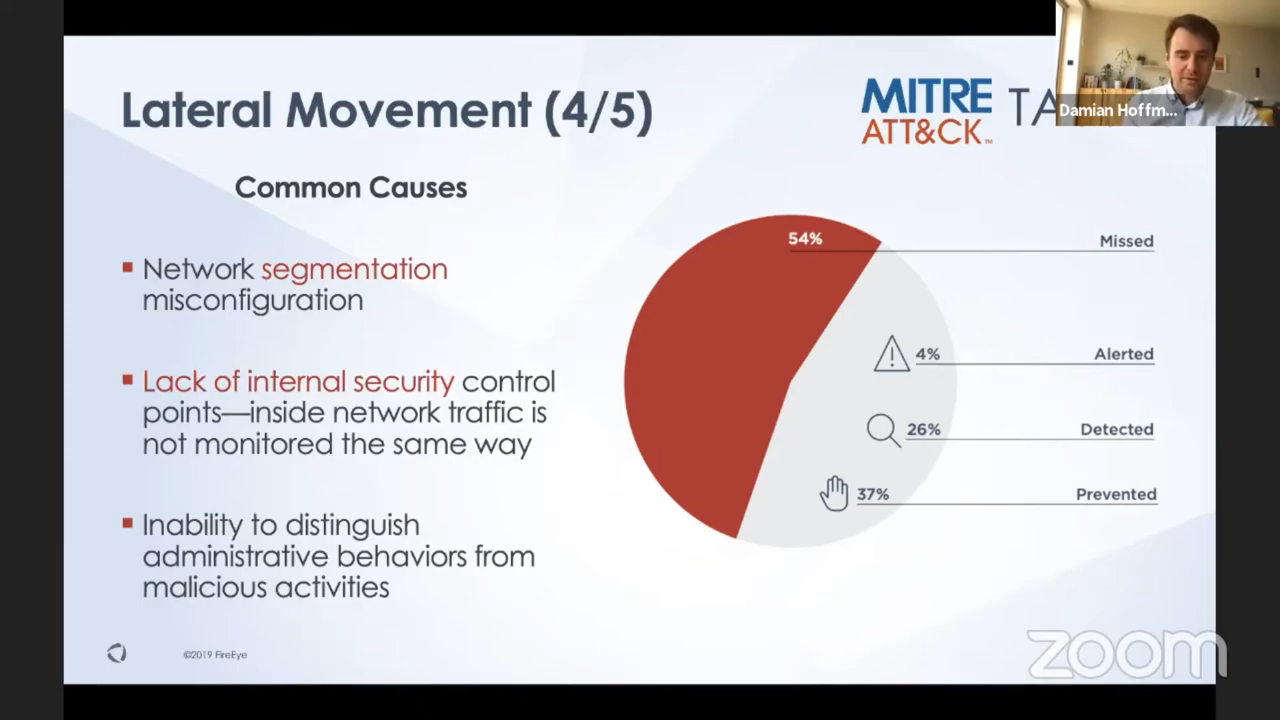 Lateral Movement (4/5)
MITRE
ATT&CK™
TA
Damian Hoffm...
Common Causes
▪ Network segmentation
misconfiguration
▪ Lack of internal security control
points—inside network traffic is
not monitored the same way
▪ Inability to distinguish
administrative behaviors from
malicious activities
54% Missed
4% Alerted
26% Detected
37% Prevented
©2019 FireEye
zoom